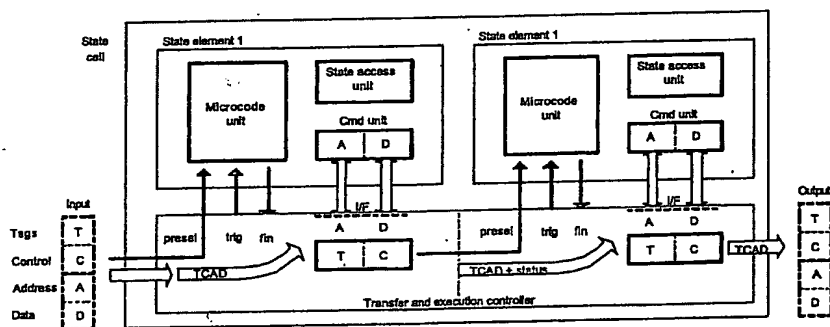 State cell
State element 1
State element 1
Microcode unit
State access unit
Cmd unit
A D
Microcode unit
State access unit
Cmd unit
A D
Input
Output
I/F
I/F
Tags T
Control C
Address A
Data D
presel trig fin
A D
T C
TCAD
presel trig fin
A D
T C
TCAD + status
TCAD
T
C
A
D
Transfer and execution controller